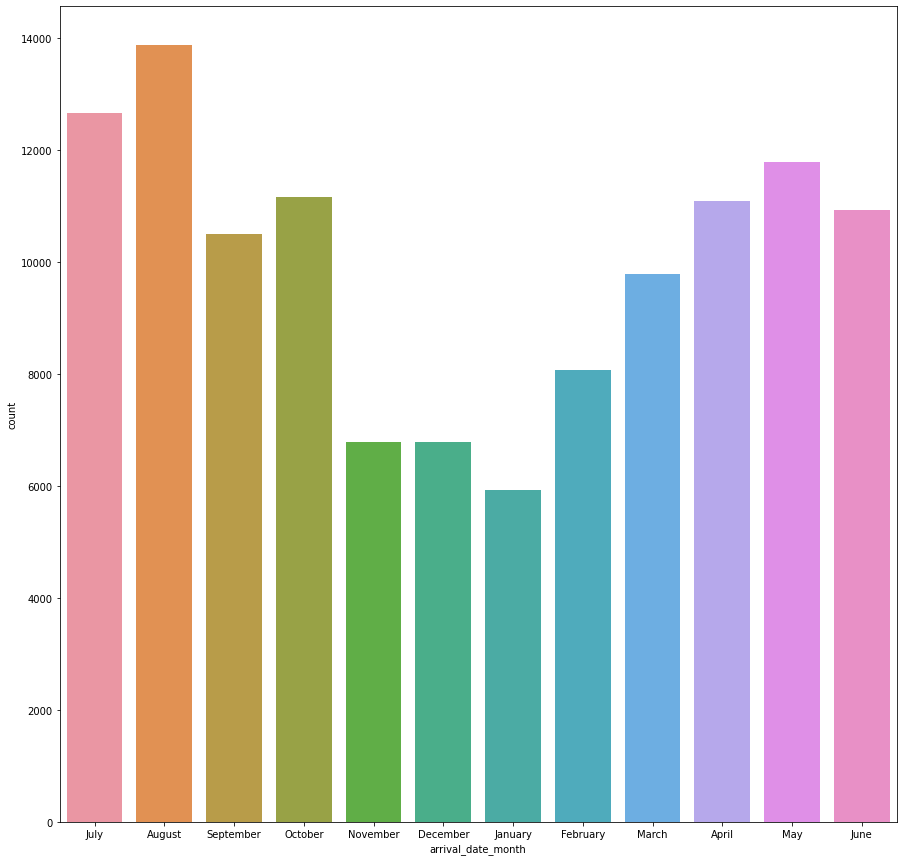 14000
12000
10000
8000
6000
4000
2000
0
count
July August September October November December January February March April May June
arrival_date_month